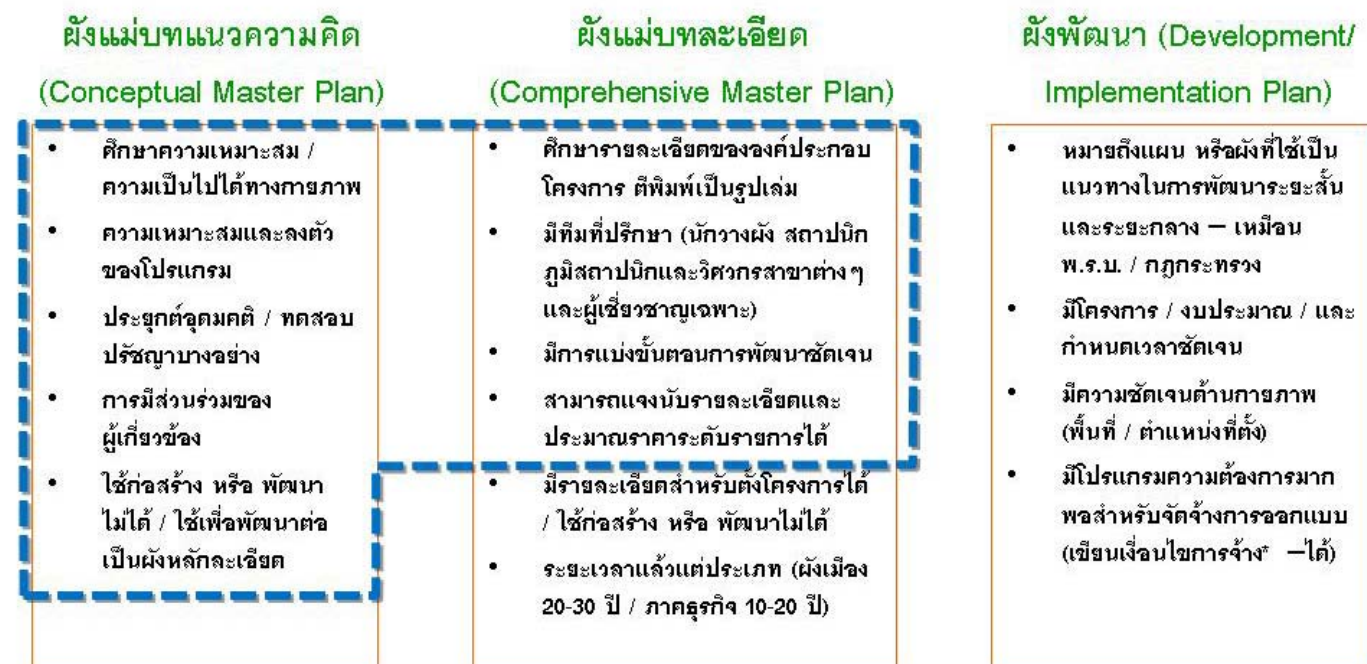 ผังแม่บทแนวความคิด
(Conceptual Master Plan)
• ศึกษาความเหมาะสม /
ความเป็นไปได้ทางกายภาพ
• ความเหมาะสมและลงตัว
ของโปรแกรม
• ประยุกต์อุดมคติ / ทดสอบ
ปรัชญาบางอย่าง
• การมีส่วนร่วมของ
ผู้เกี่ยวข้อง
• ใช้ก่อสร้าง หรือ พัฒนา
ไม่ได้ / ใช้เพื่อพัฒนาต่อ
เป็นผังหลักละเอียด
ผังแม่บทละเอียด
(Comprehensive Master Plan)
• ศึกษารายละเอียดขององค์ประกอบ
โครงการ ตีพิมพ์เป็นรูปเล่ม
• มีทีมที่ปรึกษา (นักวางผัง สถาปนิก
ภูมิสถาปนิกและวิศวกรสาขาต่างๆ
และผู้เชี่ยวชาญเฉพาะ)
• มีการแบ่งขั้นตอนการพัฒนาชัดเจน
• สามารถแจงนับรายละเอียดและ
ประมาณราคาระดับรายการได้
• มีรายละเอียดสำหรับตั้งโครงการได้
/ ใช้ก่อสร้าง หรือ พัฒนาไม่ได้
• ระยะเวลาแล้วแต่ประเภท (ผังเมือง
20-30 ปี / ภาคธุรกิจ 10-20 ปี)
ผังพัฒนา (Development/
Implementation Plan)
• หมายถึงแผน หรือผังที่ใช้เป็น
แนวทางในการพัฒนาระยะสั้น
และระยะกลาง – เหมือน
พ.ร.บ. / กฎกระทรวง
• มีโครงการ / งบประมาณ / และ
กำหนดเวลาชัดเจน
• มีความชัดเจนด้านกายภาพ
(พื้นที่ / ตำแหน่งที่ตั้ง)
• มีโปรแกรมความต้องการมาก
พอสำหรับจัดจ้างการออกแบบ
(เขียนเงื่อนไขการจ้าง* –ได้)